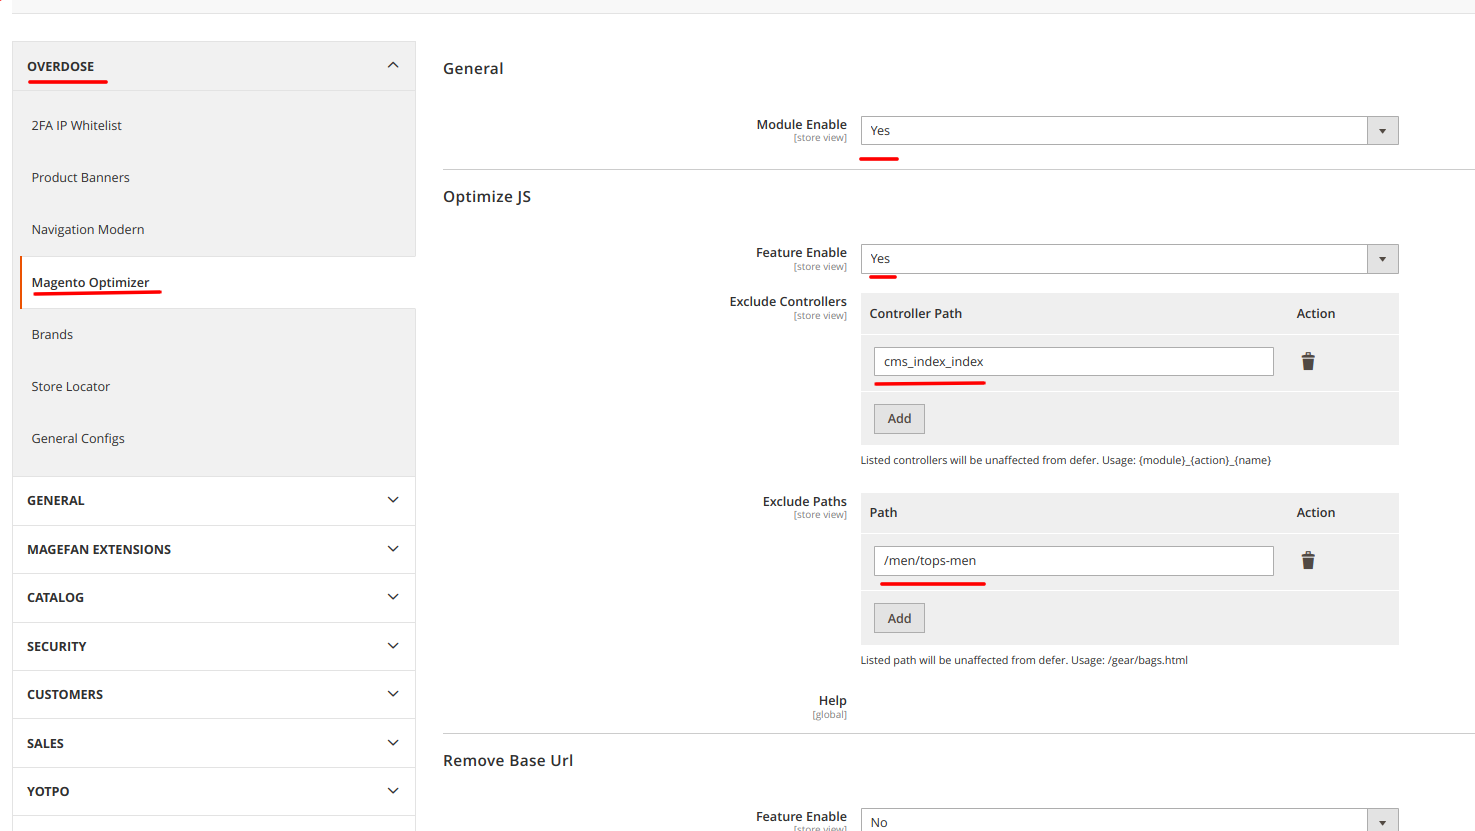 OVERDOSE
2FA IP Whitelist
Product Banners
Navigation Modern
Magento Optimizer
Brands
Store Locator
General Configs
GENERAL
MAGEFAN EXTENSIONS
CATALOG
SECURITY
CUSTOMERS
SALES
YOTPO
General
Module Enable
[store view]
Yes
Optimize JS
Feature Enable
[store view]
Yes
Exclude Controllers
[store view]
Controller Path Action
cms_index_index
Add
Listed controllers will be unaffected from defer. Usage: {module}_{action}_{name}
Exclude Paths
[store view]
Path Action
/men/tops-men
Add
Listed path will be unaffected from defer. Usage: /gear/bags.html
Help
[global]
Remove Base Url
Feature Enable
[store view]
No